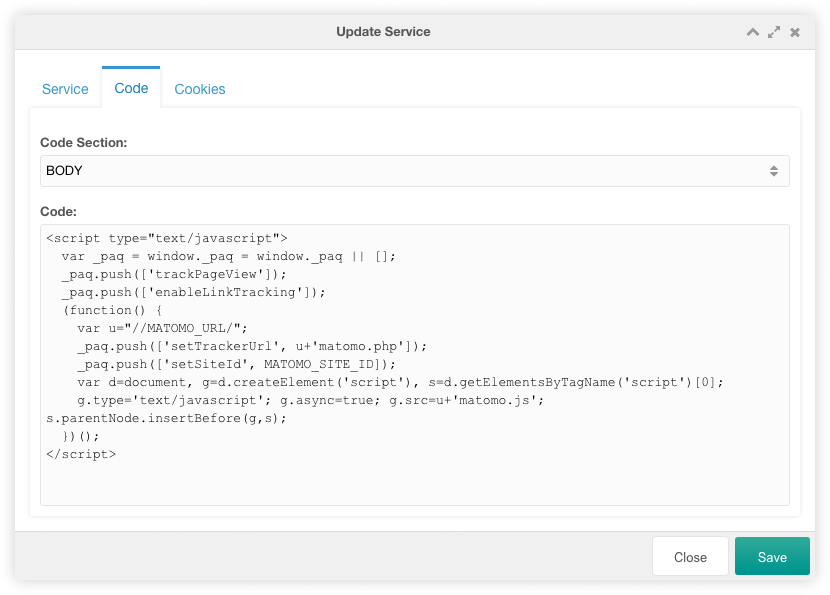 Update Service
Service Code Cookies
Code Section:
BODY
Code:
<script type="text/javascript">
  var _paq = window._paq = window._paq || [];
  _paq.push(['trackPageView']);
  _paq.push(['enableLinkTracking']);
  (function() {
    var u="//MATOMO_URL/";
    _paq.push(['setTrackerUrl', u+'matomo.php']);
    _paq.push(['setSiteId', MATOMO_SITE_ID]);
    var d=document, g=d.createElement('script'), s=d.getElementsByTagName('script')[0];
    g.type='text/javascript'; g.async=true; g.src=u+'matomo.js';
s.parentNode.insertBefore(g,s);
  })();
</script>
Close Save